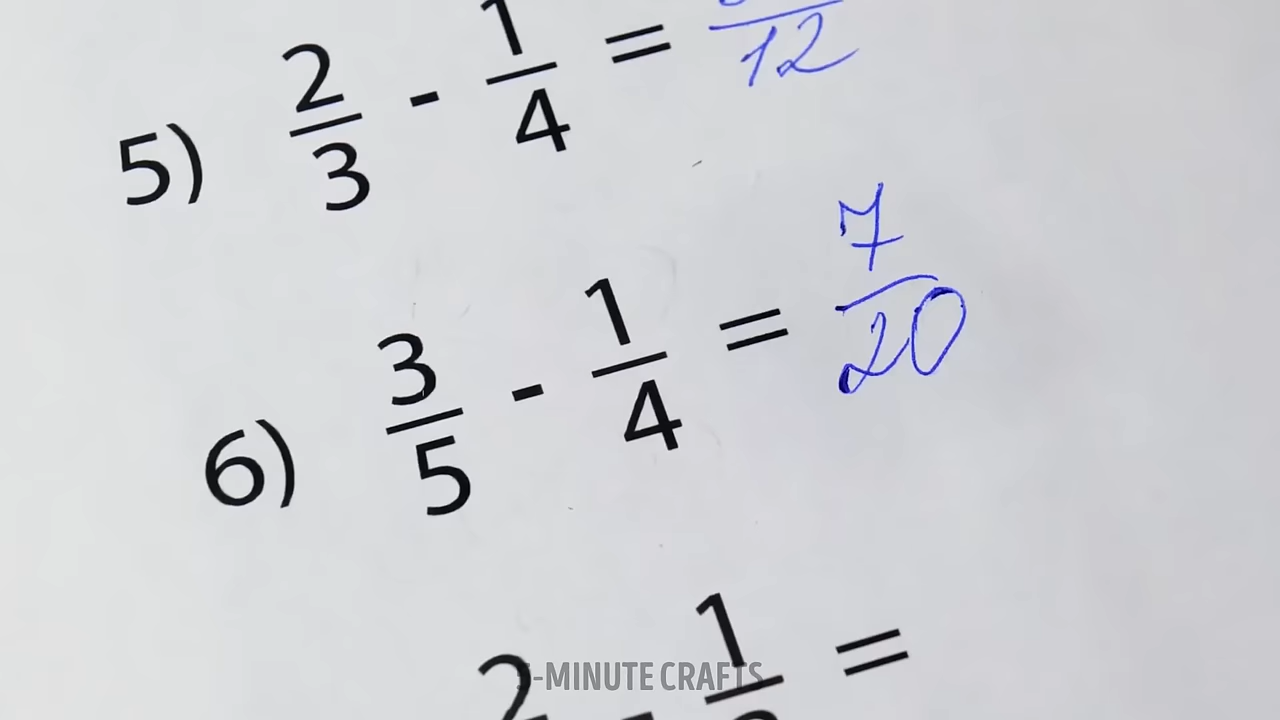 5) 2/3 - 1/4 = /12
6) 3/5 - 1/4 = 7/20
2 - 1 =
5-MINUTE CRAFTS